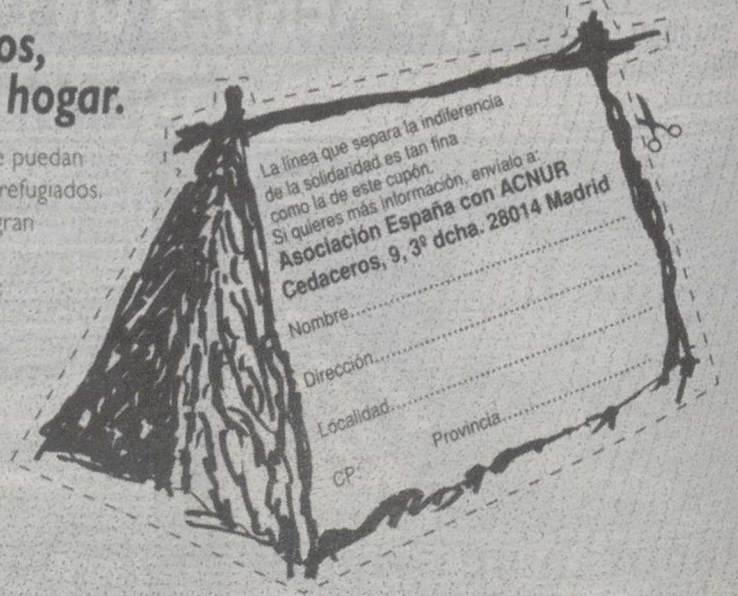 os,
hogar.
e puedan
refugiados.
gran
La línea que separa la indiferencia
de la solidaridad es tan fina
como la de este cupón.
Si quieres más información, envíalo a:
Asociación España con ACNUR
Cedaceros, 9, 3º dcha. 28014 Madrid
Nombre
Dirección
Localidad
CP: Provincia